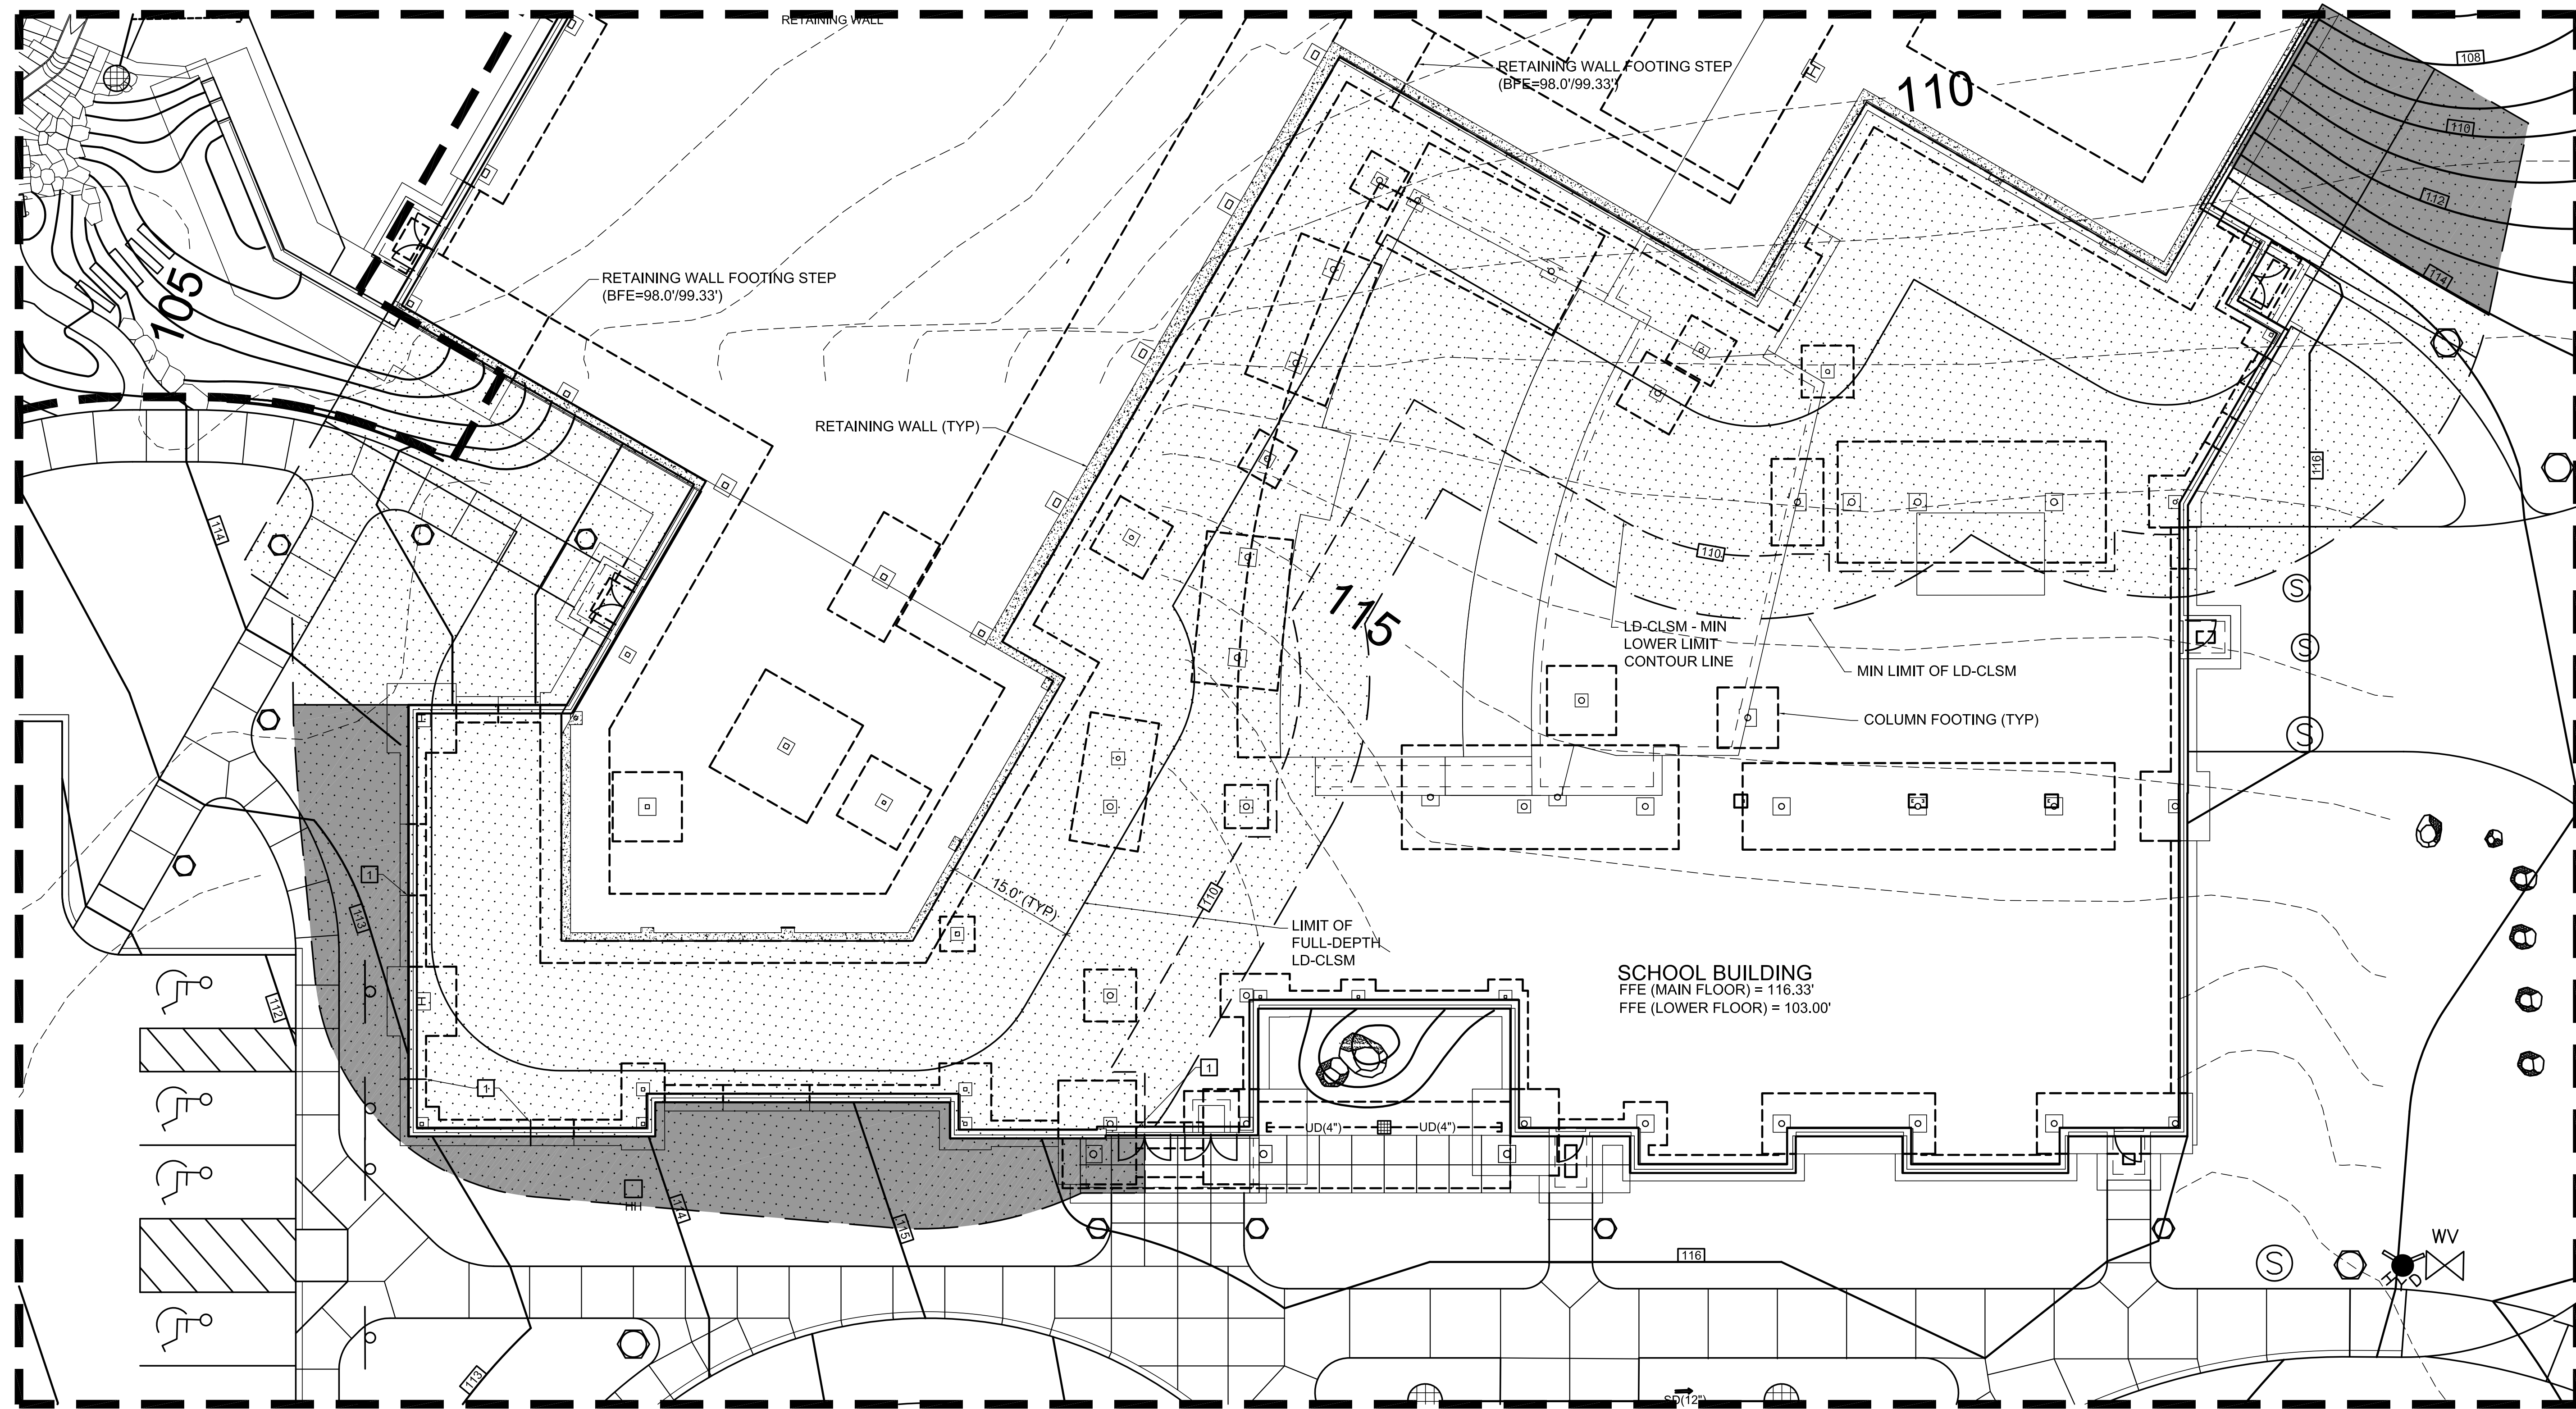 RETAINING WALL
RETAINING WALL FOOTING STEP
(BFE=98.0'/99.33')
110
108
110
112
114
105
RETAINING WALL FOOTING STEP
(BFE=98.0'/99.33')
RETAINING WALL (TYP)
116
114
110
115
LD-CLSM - MIN
LOWER LIMIT
CONTOUR LINE
MIN LIMIT OF LD-CLSM
COLUMN FOOTING (TYP)
S
S
S
1
113
15.0' (TYP)
110
LIMIT OF
FULL-DEPTH
LD-CLSM
SCHOOL BUILDING
FFE (MAIN FLOOR) = 116.33'
FFE (LOWER FLOOR) = 103.00'
112
1
1
UD(4")
UD(4")
HH
114
115
116
S
WV
HYD
113
SD(12")